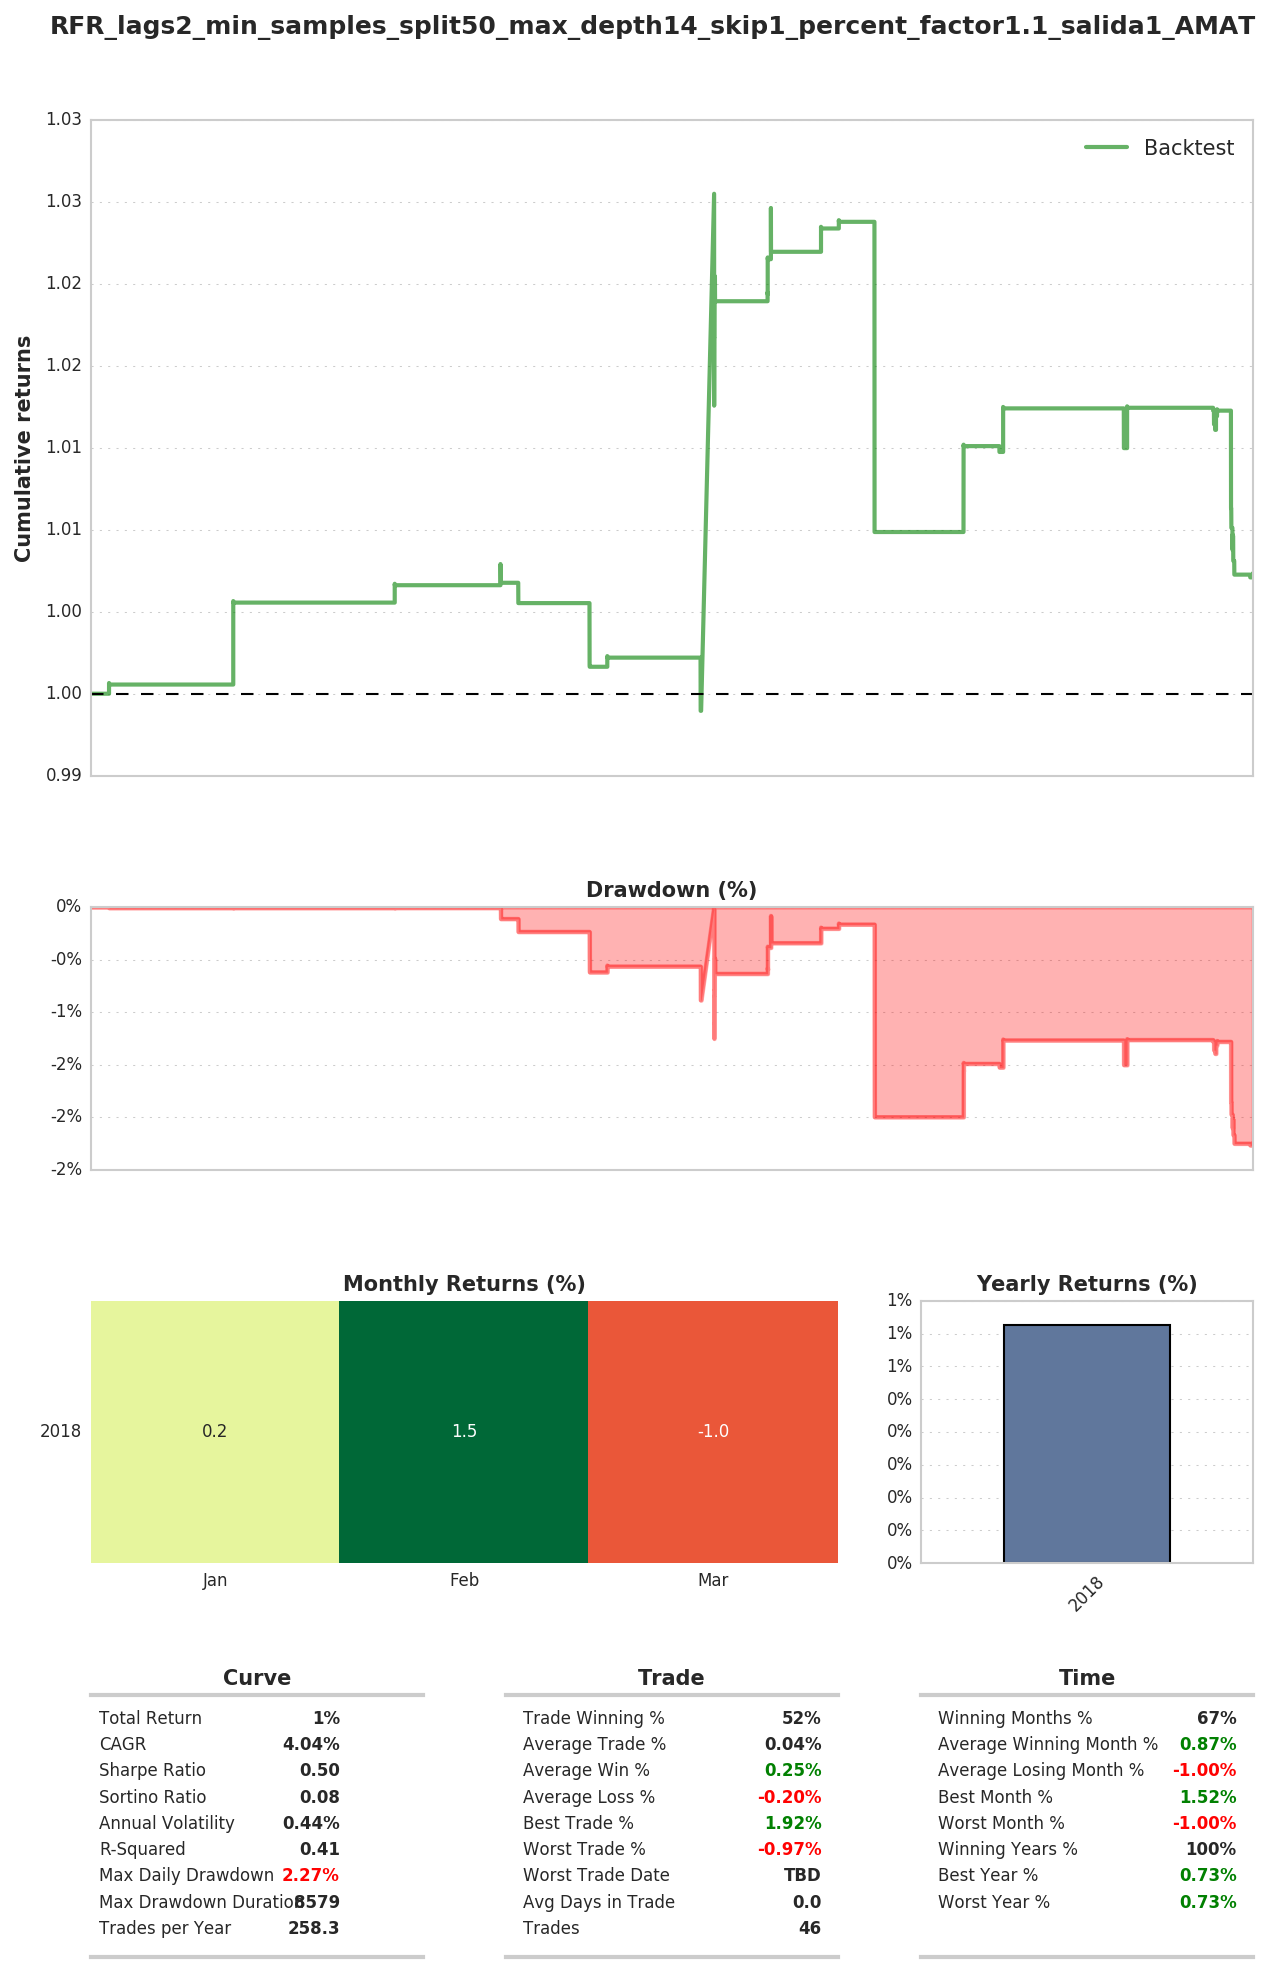 RFR_lags2_min_samples_split50_max_depth14_skip1_percent_factor1.1_salida1_AMAT
Cumulative returns
1.03
1.03
1.02
1.02
1.01
1.01
1.00
1.00
0.99
Backtest
Drawdown (%)
0%
-0%
-1%
-2%
-2%
-2%
Monthly Returns (%)
2018
0.2
1.5
-1.0
Jan
Feb
Mar
Yearly Returns (%)
1%
1%
1%
0%
0%
0%
0%
0%
0%
2018
Curve
Total Return 1%
CAGR 4.04%
Sharpe Ratio 0.50
Sortino Ratio 0.08
Annual Volatility 0.44%
R-Squared 0.41
Max Daily Drawdown 2.27%
Max Drawdown Duration 8579
Trades per Year 258.3
Trade
Trade Winning % 52%
Average Trade % 0.04%
Average Win % 0.25%
Average Loss % -0.20%
Best Trade % 1.92%
Worst Trade % -0.97%
Worst Trade Date TBD
Avg Days in Trade 0.0
Trades 46
Time
Winning Months % 67%
Average Winning Month % 0.87%
Average Losing Month % -1.00%
Best Month % 1.52%
Worst Month % -1.00%
Winning Years % 100%
Best Year % 0.73%
Worst Year % 0.73%